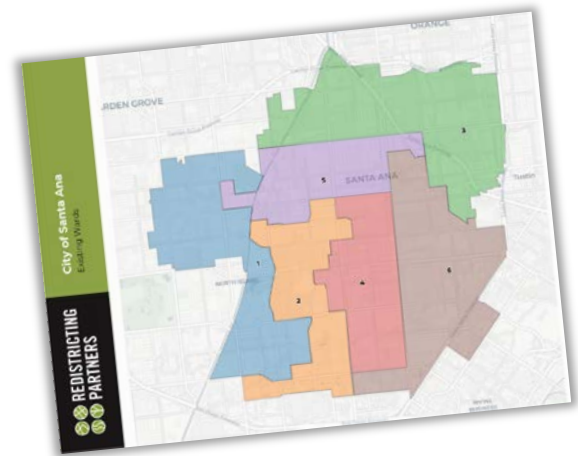 City of Santa Ana
Existing Wards
REDISTRICTING
PARTNERS
ORANGE
RDEN GROVE
3
5
SANTA ANA
Tustin
1
2
4
6